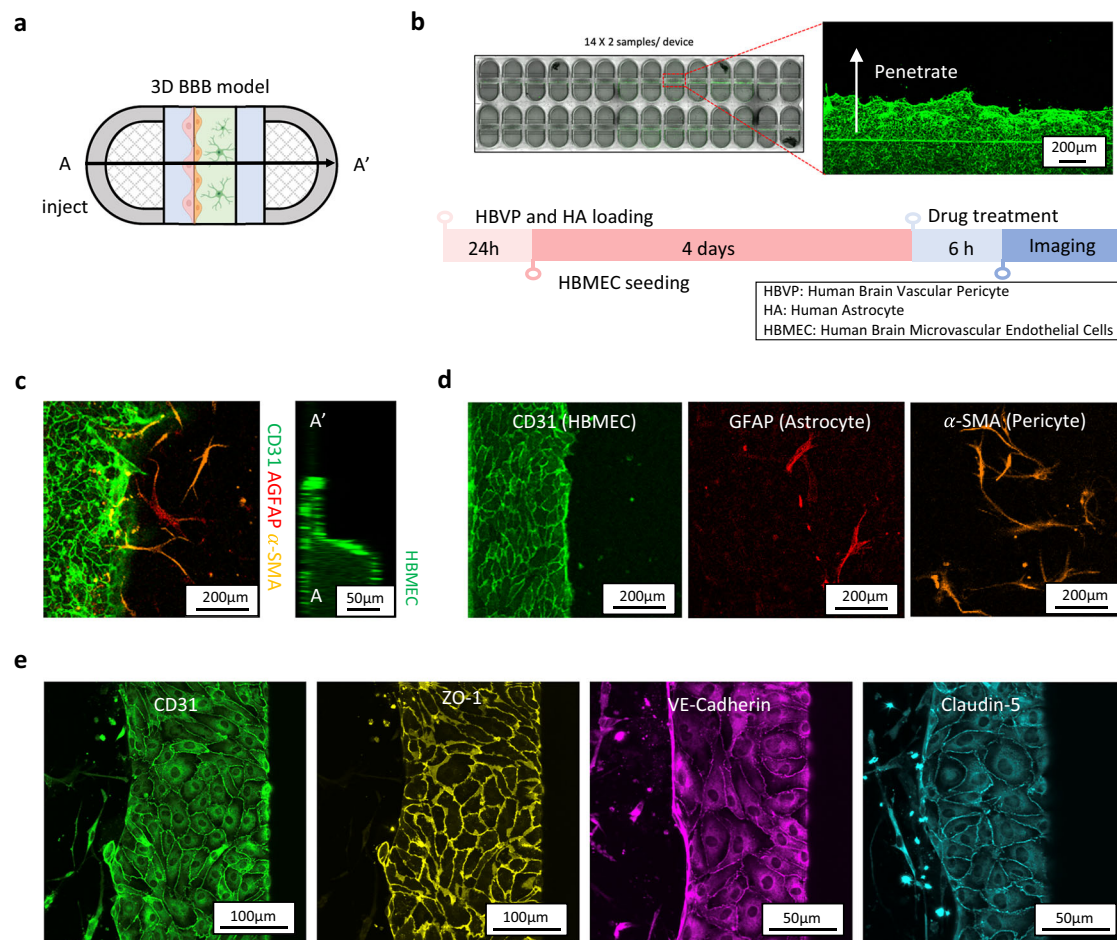 a
3D BBB model
A
A'
inject
b
14 X 2 samples/ device
Penetrate
200μm
HBVP and HA loading
Drug treatment
24h
4 days
6 h
Imaging
HBMEC seeding
HBVP: Human Brain Vascular Pericyte
HA: Human Astrocyte
HBMEC: Human Brain Microvascular Endothelial Cells
c
CD31 AGFAP α-SMA
200μm
A'
A
50μm
HBMEC
d
CD31 (HBMEC)
200μm
GFAP (Astrocyte)
200μm
α-SMA (Pericyte)
200μm
e
CD31
100μm
ZO-1
100μm
VE-Cadherin
50μm
Claudin-5
50μm